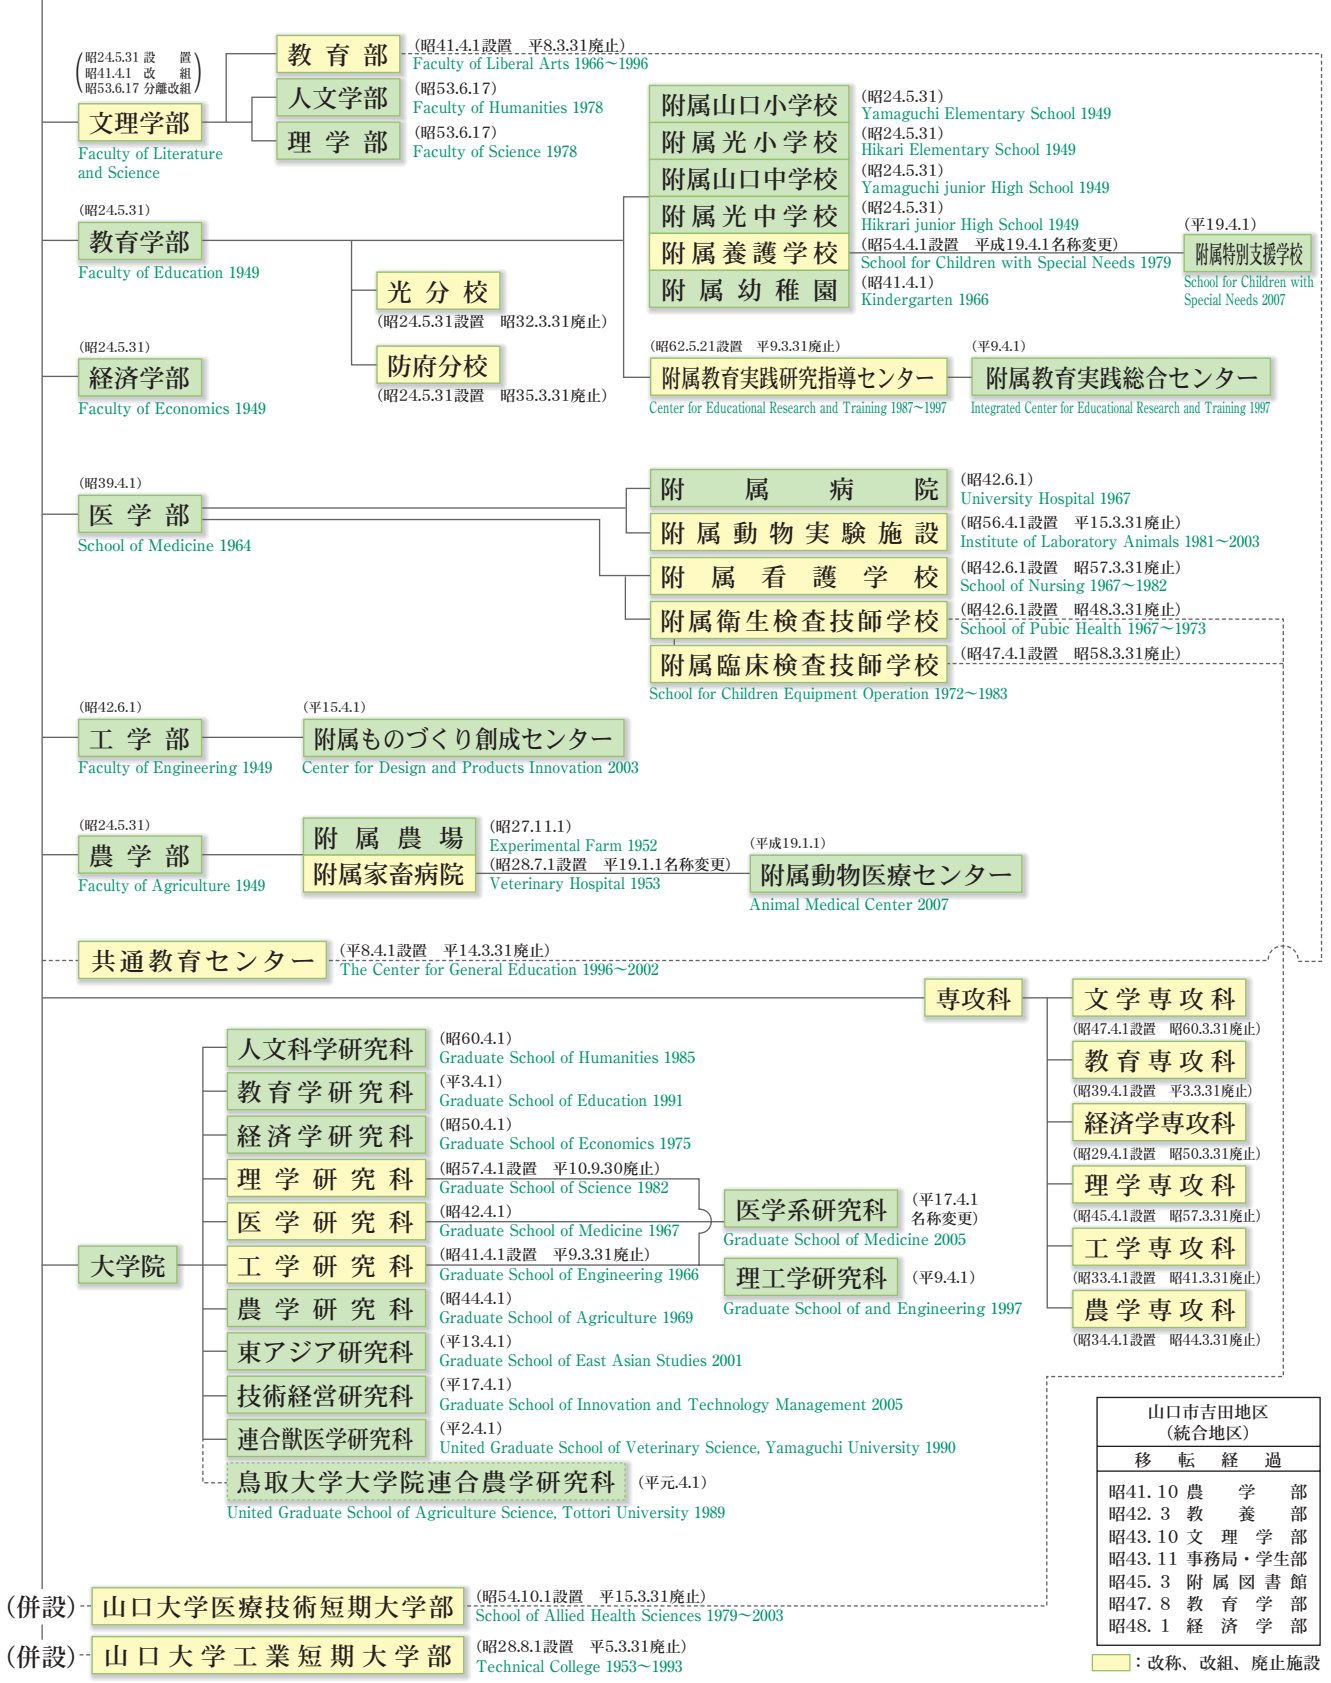 昭24.5.31 設　置
昭41.4.1 改　組
昭53.6.17 分離改組
文理学部
Faculty of Literature
and Science
教 育 部
(昭41.4.1設置　平8.3.31廃止)
Faculty of Liberal Arts 1966〜1996
人文学部
(昭53.6.17)
Faculty of Humanities 1978
理 学 部
(昭53.6.17)
Faculty of Science 1978
(昭24.5.31)
教育学部
Faculty of Education 1949
光 分 校
(昭24.5.31設置　昭32.3.31廃止)
防府分校
(昭24.5.31設置　昭35.3.31廃止)
附属山口小学校
(昭24.5.31)
Yamaguchi Elementary School 1949
附属光小学校
(昭24.5.31)
Hikari Elementary School 1949
附属山口中学校
(昭24.5.31)
Yamaguchi junior High School 1949
附属光中学校
(昭24.5.31)
Hikrari junior High School 1949
附属養護学校
(昭54.4.1設置　平成19.4.1名称変更)
School for Children with Special Needs 1979
(平19.4.1)
附属特別支援学校
School for Children with
Special Needs 2007
附属幼稚園
(昭41.4.1)
Kindergarten 1966
(昭62.5.21設置　平9.3.31廃止)
附属教育実践研究指導センター
Center for Educational Research and Training 1987〜1997
(平9.4.1)
附属教育実践総合センター
Integrated Center for Educational Research and Training 1997
(昭24.5.31)
経済学部
Faculty of Economics 1949
(昭39.4.1)
医 学 部
School of Medicine 1964
附属病院
(昭42.6.1)
University Hospital 1967
附属動物実験施設
(昭56.4.1設置　平15.3.31廃止)
Institute of Laboratory Animals 1981〜2003
附属看護学校
(昭42.6.1設置　昭57.3.31廃止)
School of Nursing 1967〜1982
附属衛生検査技師学校
(昭42.6.1設置　昭48.3.31廃止)
School of Pubic Health 1967〜1973
附属臨床検査技師学校
(昭47.4.1設置　昭58.3.31廃止)
School for Children Equipment Operation 1972〜1983
(昭42.6.1)
工 学 部
Faculty of Engineering 1949
(平15.4.1)
附属ものづくり創成センター
Center for Design and Products Innovation 2003
(昭24.5.31)
農 学 部
Faculty of Agriculture 1949
附属農場
(昭27.11.1)
Experimental Farm 1952
附属家畜病院
(昭28.7.1設置　平19.1.1名称変更)
Veterinary Hospital 1953
(平成19.1.1)
附属動物医療センター
Animal Medical Center 2007
共通教育センター
(平8.4.1設置　平14.3.31廃止)
The Center for General Education 1996〜2002
専攻科
文学専攻科
(昭47.4.1設置　昭60.3.31廃止)
教育専攻科
(昭39.4.1設置　平3.3.31廃止)
経済学専攻科
(昭29.4.1設置　昭50.3.31廃止)
理学専攻科
(昭45.4.1設置　昭57.3.31廃止)
工学専攻科
(昭33.4.1設置　昭41.3.31廃止)
農学専攻科
(昭34.4.1設置　昭44.3.31廃止)
大学院
人文科学研究科
(昭60.4.1)
Graduate School of Humanities 1985
教育学研究科
(平3.4.1)
Graduate School of Education 1991
経済学研究科
(昭50.4.1)
Graduate School of Economics 1975
理学研究科
(昭57.4.1設置　平10.9.30廃止)
Graduate School of Science 1982
医学研究科
(昭42.4.1)
Graduate School of Medicine 1967
工学研究科
(昭41.4.1設置　平9.3.31廃止)
Graduate School of Engineering 1966
医学系研究科
(平17.4.1
名称変更)
Graduate School of Medicine 2005
理工学研究科
(平9.4.1)
Graduate School of and Engineering 1997
農学研究科
(昭44.4.1)
Graduate School of Agriculture 1969
東アジア研究科
(平13.4.1)
Graduate School of East Asian Studies 2001
技術経営研究科
(平17.4.1)
Graduate School of Innovation and Technology Management 2005
連合獣医学研究科
(平2.4.1)
United Graduate School of Veterinary Science, Yamaguchi University 1990
鳥取大学大学院連合農学研究科
(平元.4.1)
United Graduate School of Agriculture Science, Tottori University 1989
(併設)
山口大学医療技術短期大学部
(昭54.10.1設置　平15.3.31廃止)
School of Allied Health Sciences 1979〜2003
(併設)
山口大学工業短期大学部
(昭28.8.1設置　平5.3.31廃止)
Technical College 1953〜1993
山口市吉田地区
(統合地区)
移 転 経 過
昭41. 10 農 学 部
昭42. 3 教 養 部
昭43. 10 文 理 学 部
昭43. 11 事務局・学生部
昭45. 3 附 属 図 書 館
昭47. 8 教 育 学 部
昭48. 1 経 済 学 部
：改称、改組、廃止施設